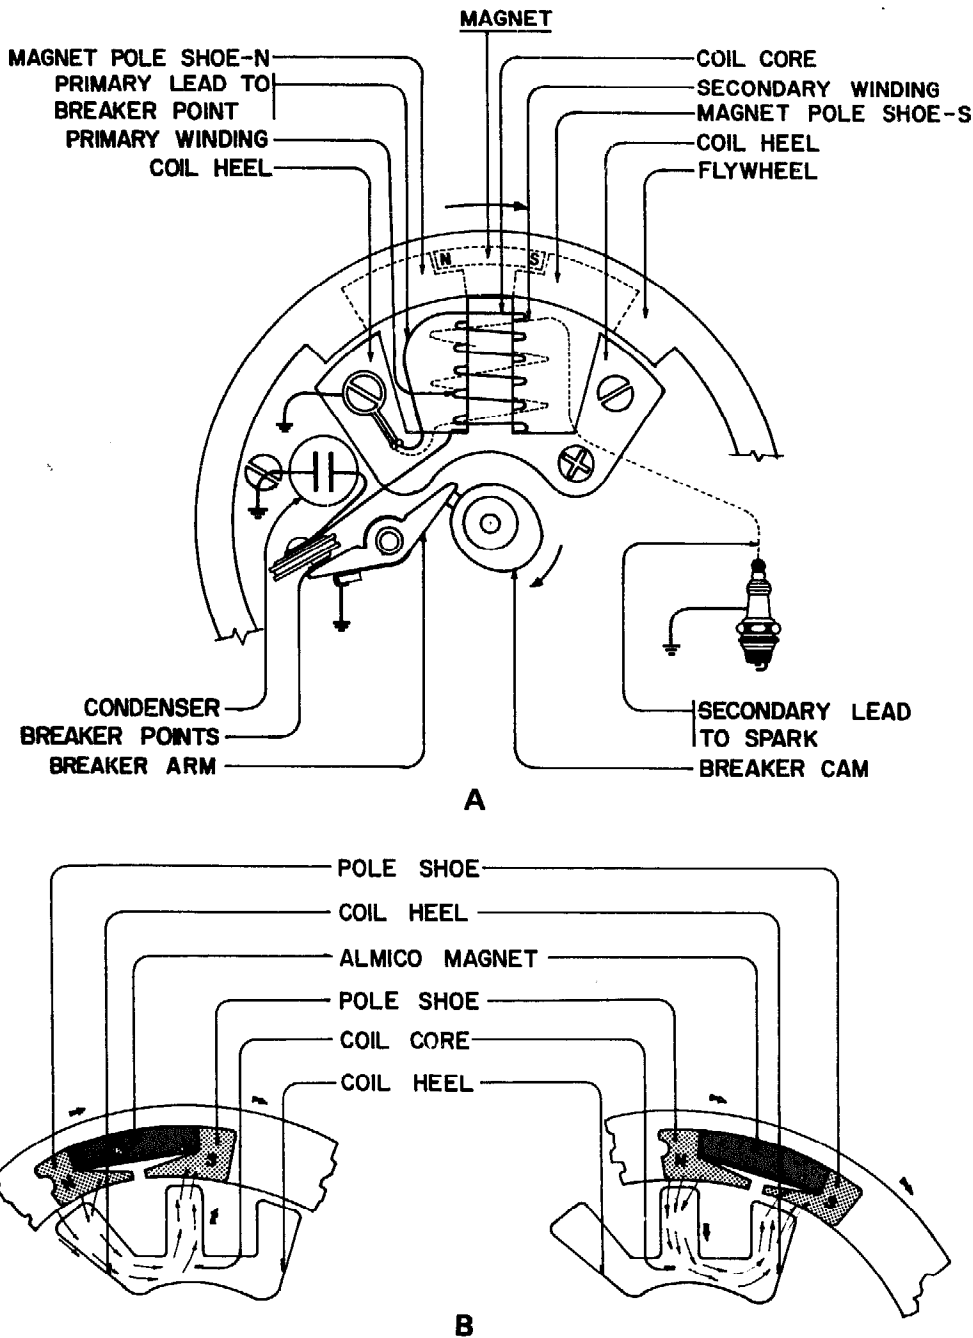 MAGNET
MAGNET POLE SHOE-N
PRIMARY LEAD TO
BREAKER POINT
PRIMARY WINDING
COIL HEEL
COIL CORE
SECONDARY WINDING
MAGNET POLE SHOE-S
COIL HEEL
FLYWHEEL
N
S
CONDENSER
BREAKER POINTS
BREAKER ARM
SECONDARY LEAD
TO SPARK
BREAKER CAM
A
POLE SHOE
COIL HEEL
ALMICO MAGNET
POLE SHOE
COIL CORE
COIL HEEL
N
S
N
S
B